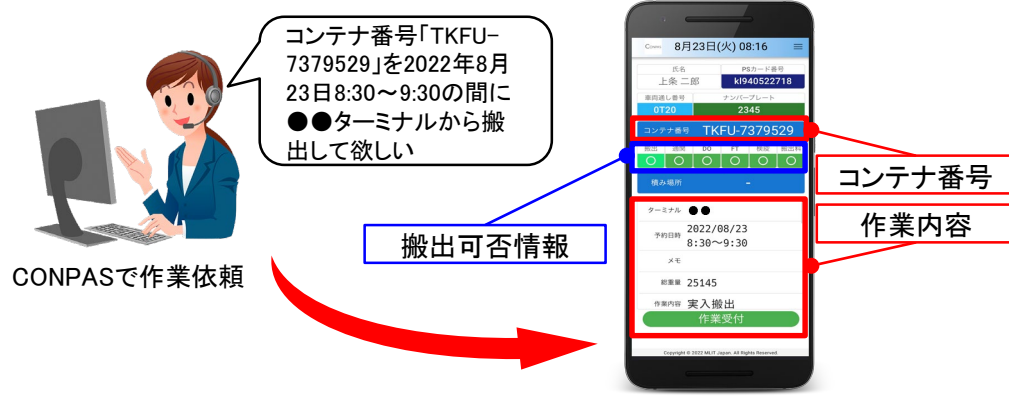 コンテナ番号「TKFU-
7379529」を2022年8月
23日8:30～9:30の間に
●●ターミナルから搬
出して欲しい
CONPASで作業依頼
搬出可否情報
CONPAS 8月23日(火) 08:16
氏名 PSカード番号
上条 二郎 kl940522718
車両通し番号 ナンバープレート
0T20 2345
コンテナ番号 TKFU-7379529
搬出 通関 DO FT 検疫 搬出料
○ ○ ○ ○ ○ ○
積み場所 -
ターミナル ●●
予約日時 2022/08/23
8:30～9:30
メモ
総重量 25145
作業内容 実入搬出
作業受付
Copyright © 2022 MLIT Japan. All Rights Reserved
コンテナ番号
作業内容